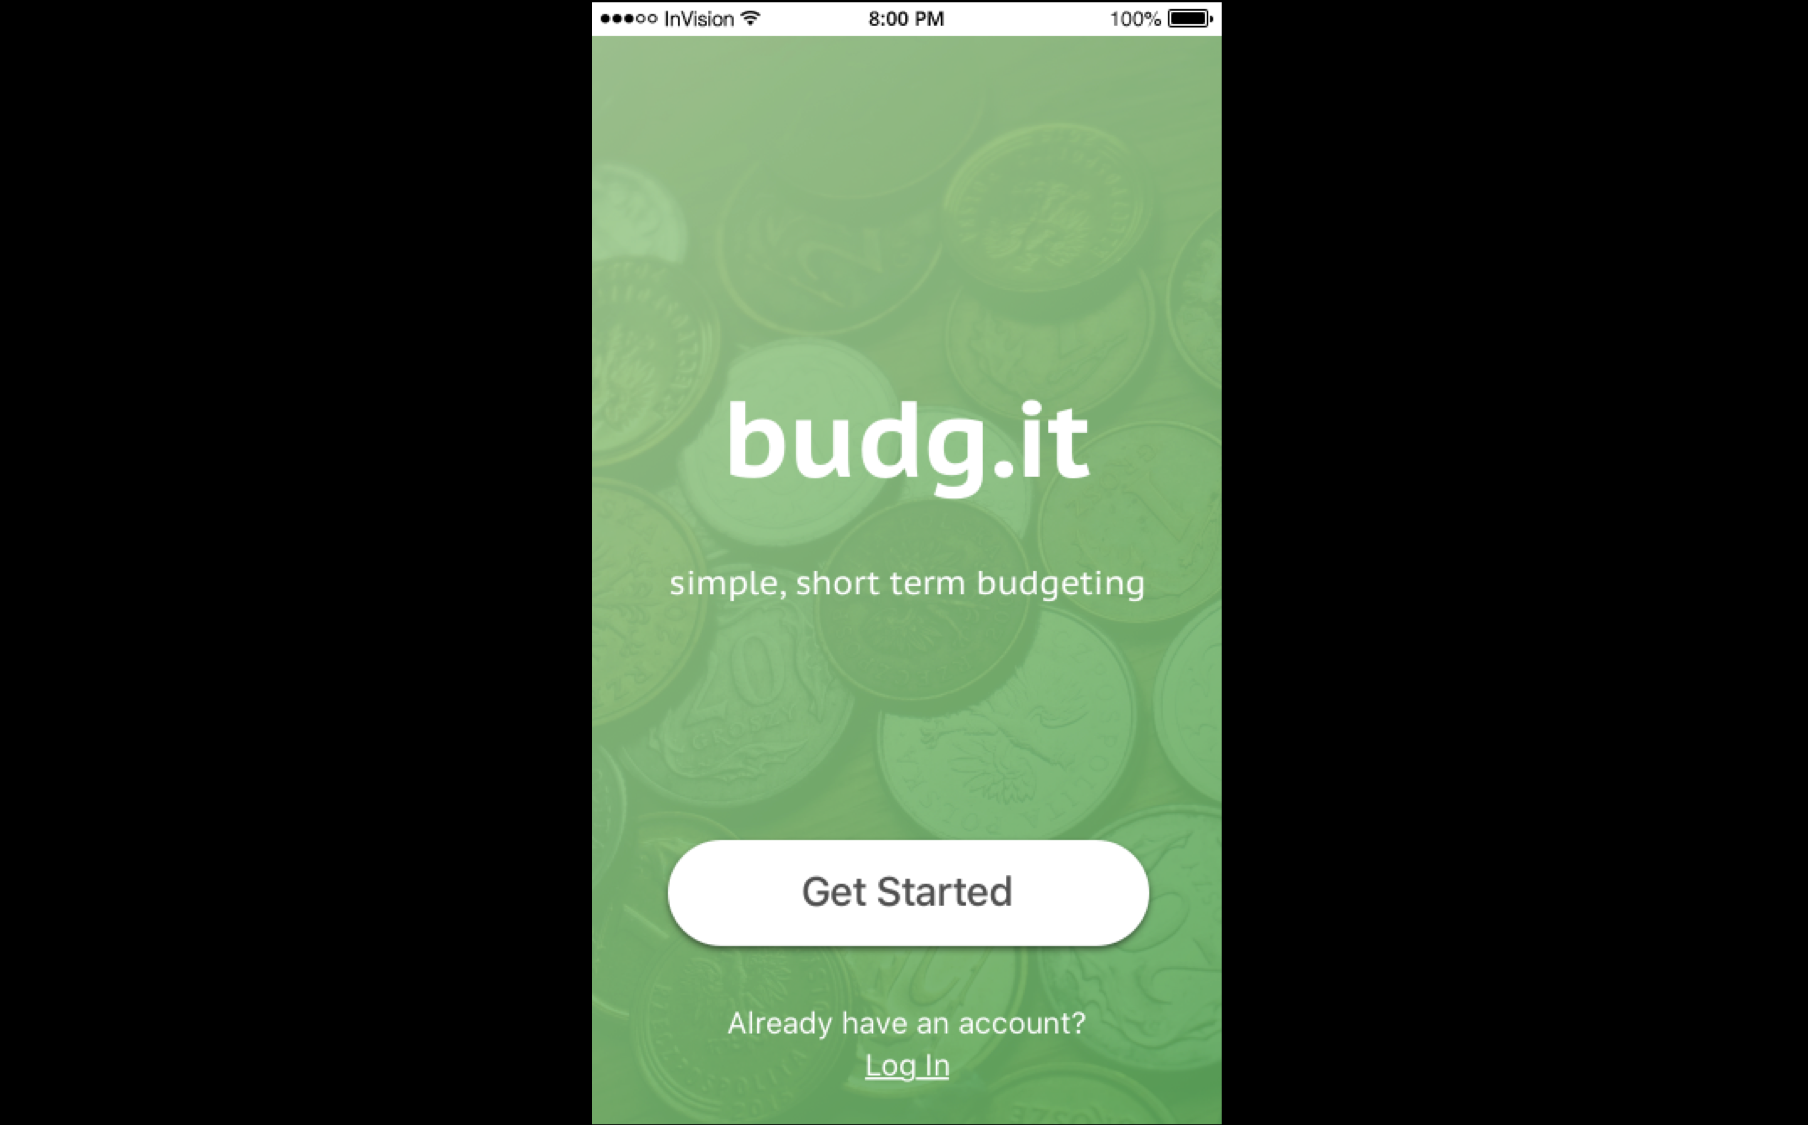 InVision 8:00 PM 100%
budg.it
simple, short term budgeting
GROSZY
Get Started
Already have an account?
Log In